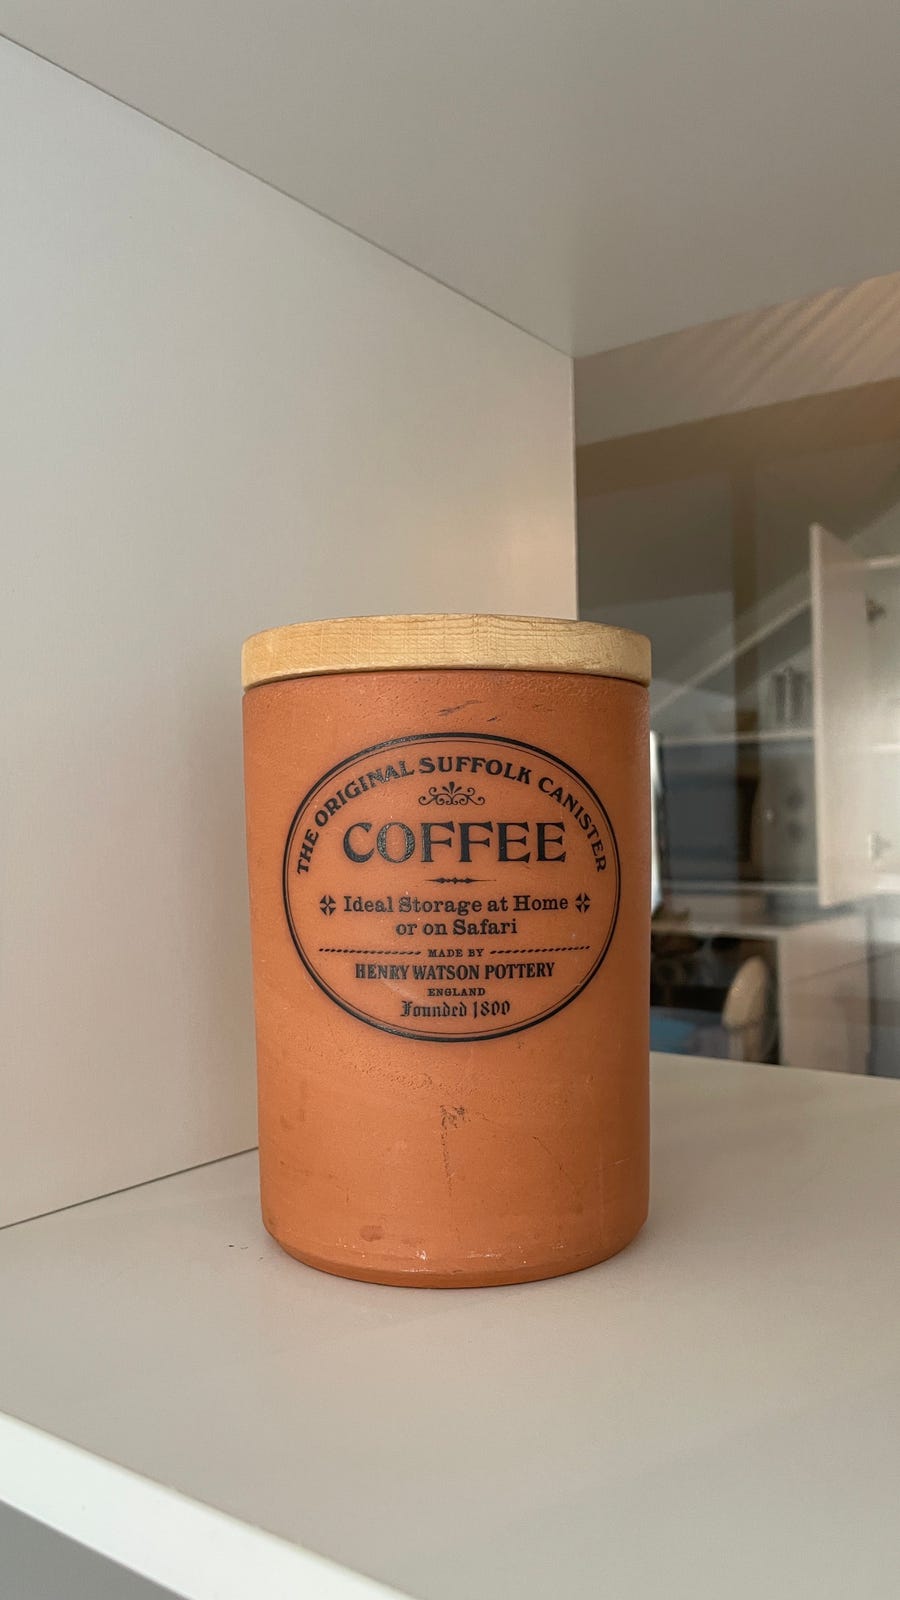 THE ORIGINAL SUFFOLK CANISTER
COFFEE
Ideal Storage at Home
or on Safari
MADE BY
HENRY WATSON POTTERY
ENGLAND
Founded 1800